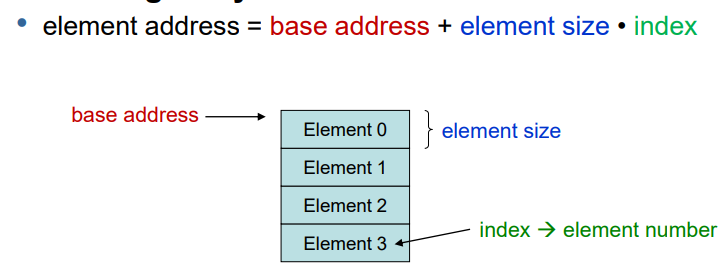 • element address = base address + element size • index
base address
Element 0
element size
Element 1
Element 2
Element 3
index → element number